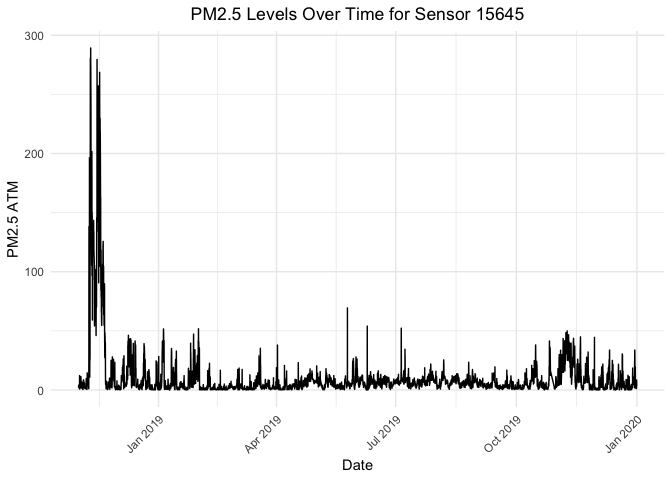 PM2.5 Levels Over Time for Sensor 15645
300
200
100
0
PM2.5 ATM
Jan 2019
Apr 2019
Jul 2019
Oct 2019
Jan 2020
Date